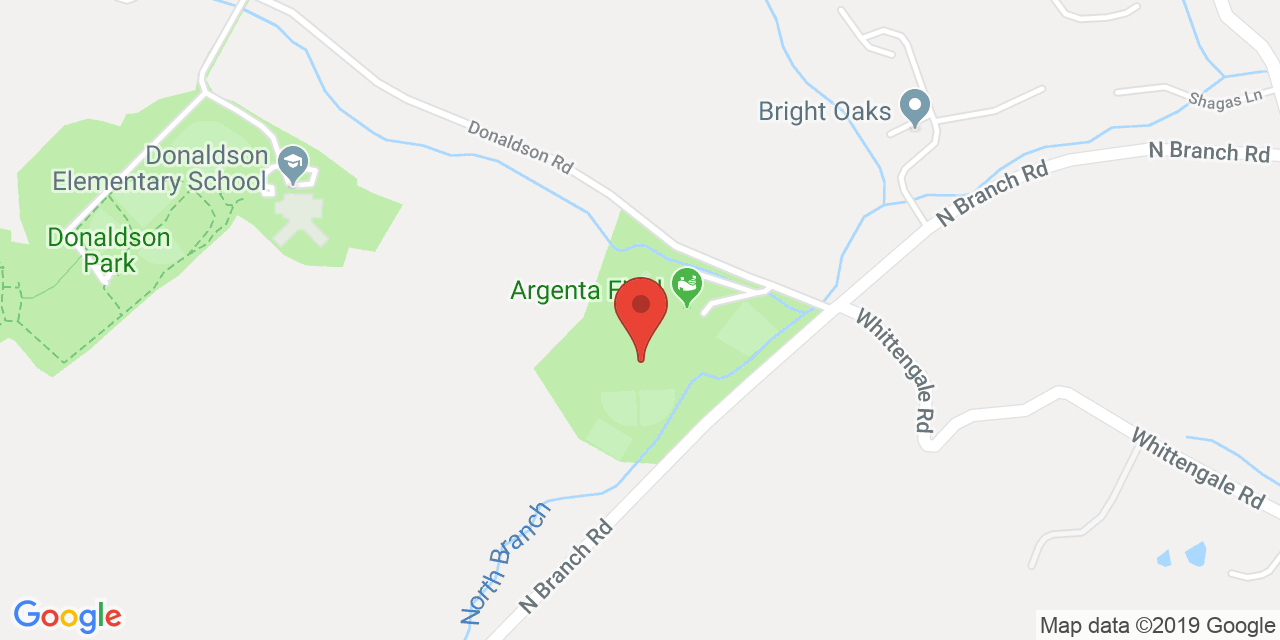 Bright Oaks
Shagas Ln
N Branch Rd
N Branch Rd
Donaldson Rd
Donaldson
Elementary School
Donaldson
Park
Argenta
Whittengale Rd
Whittengale Rd
North Branch
N Branch Rd
Google
Map data ©2019 Google